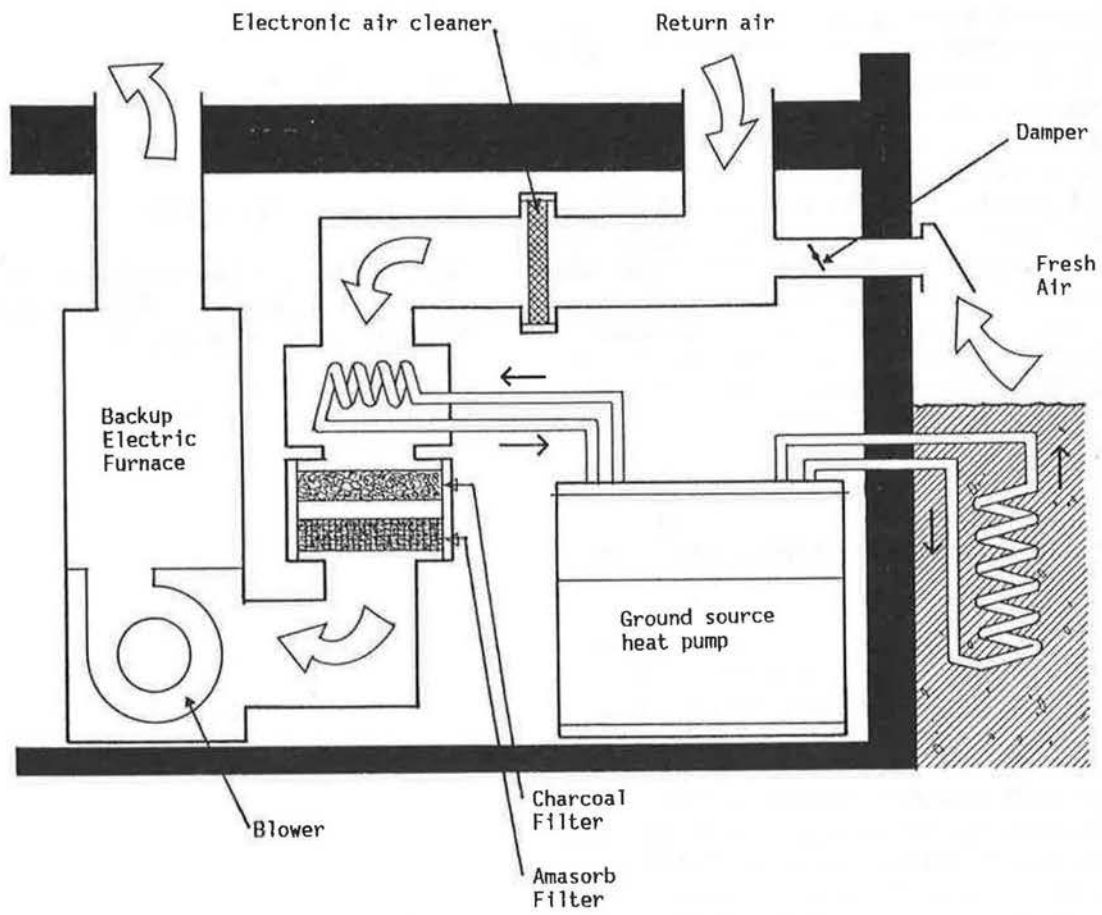 Electronic air cleaner
Return air
Damper
Fresh
Air
Backup
Electric
Furnace
Ground source
heat pump
Blower
Charcoal
Filter
Amasorb
Filter